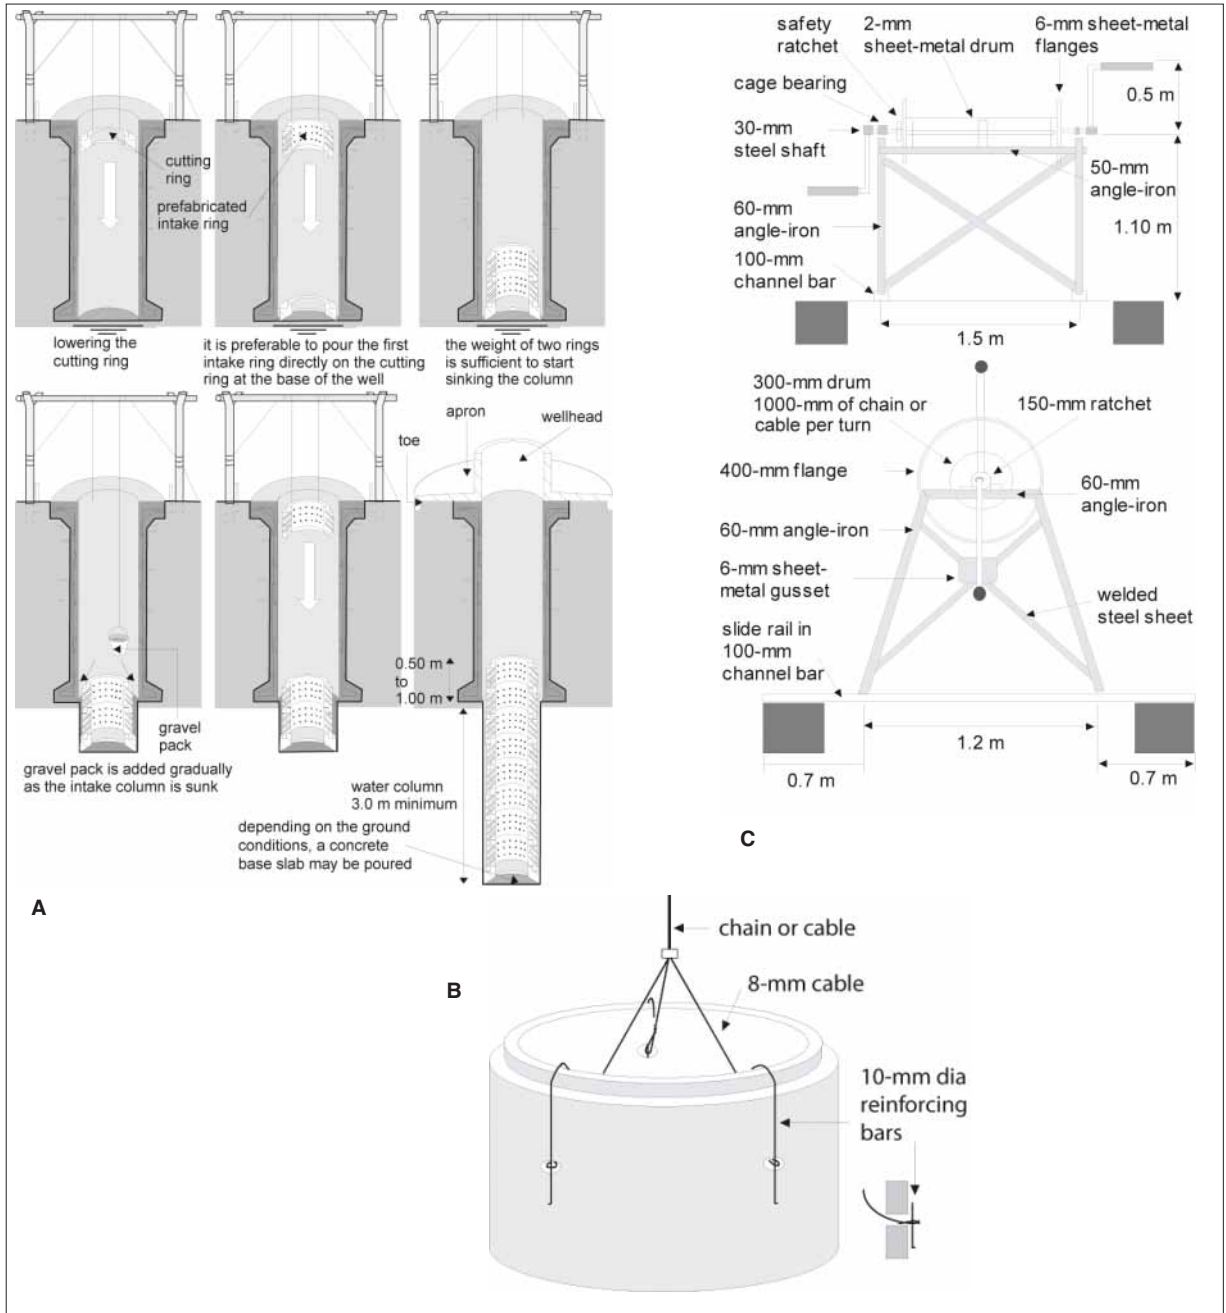 cutting
ring
prefabricated
intake ring
lowering the
cutting ring
it is preferable to pour the first
intake ring directly on the cutting
ring at the base of the well
the weight of two rings
is sufficient to start
sinking the column
gravel
pack
gravel pack is added gradually
as the intake column is sunk
apron
wellhead
toe
0.50 m
to
1.00 m
water column
3.0 m minimum
depending on the ground
conditions, a concrete
base slab may be poured
A
safety
ratchet
2-mm
sheet-metal drum
6-mm sheet-metal
flanges
cage bearing
0.5 m
30-mm
steel shaft
50-mm
angle-iron
60-mm
angle-iron
1.10 m
100-mm
channel bar
1.5 m
300-mm drum
1000-mm of chain or
cable per turn
150-mm ratchet
400-mm flange
60-mm
angle-iron
60-mm angle-iron
6-mm sheet-
metal gusset
welded
steel sheet
slide rail in
100-mm
channel bar
1.2 m
0.7 m
0.7 m
C
B
chain or cable
8-mm cable
10-mm dia
reinforcing
bars